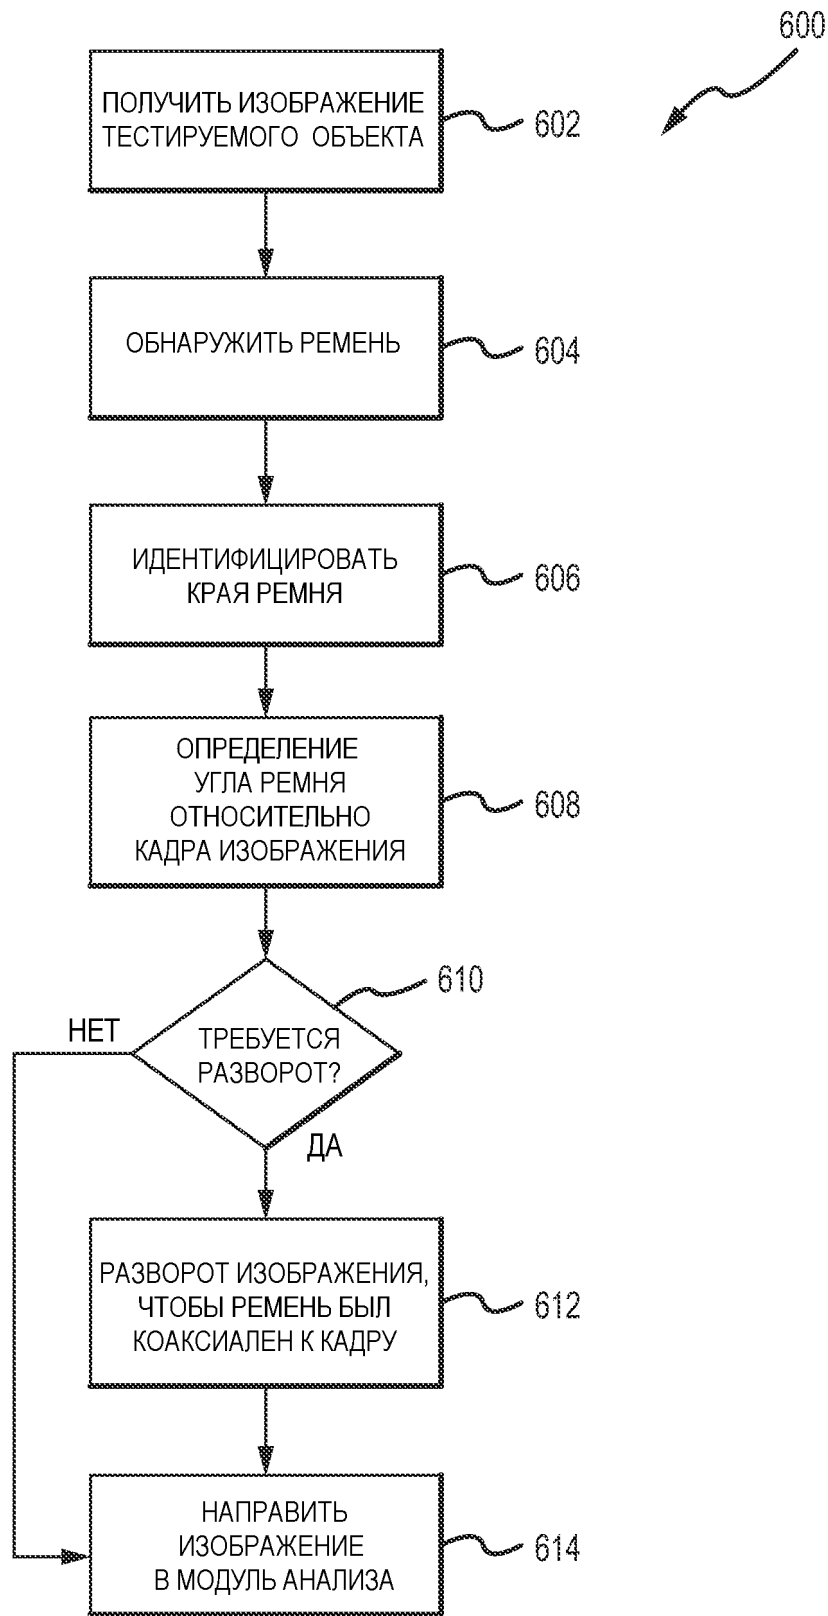 600
ПОЛУЧИТЬ ИЗОБРАЖЕНИЕ
ТЕСТИРУЕМОГО ОБЪЕКТА
602
ОБНАРУЖИТЬ РЕМЕНЬ
604
ИДЕНТИФИЦИРОВАТЬ
КРАЯ РЕМНЯ
606
ОПРЕДЕЛЕНИЕ
УГЛА РЕМНЯ
ОТНОСИТЕЛЬНО
КАДРА ИЗОБРАЖЕНИЯ
608
610
НЕТ
ТРЕБУЕТСЯ
РАЗВОРОТ?
ДА
РАЗВОРОТ ИЗОБРАЖЕНИЯ,
ЧТОБЫ РЕМЕНЬ БЫЛ
КОАКСИАЛЕН К КАДРУ
612
НАПРАВИТЬ
ИЗОБРАЖЕНИЕ
В МОДУЛЬ АНАЛИЗА
614